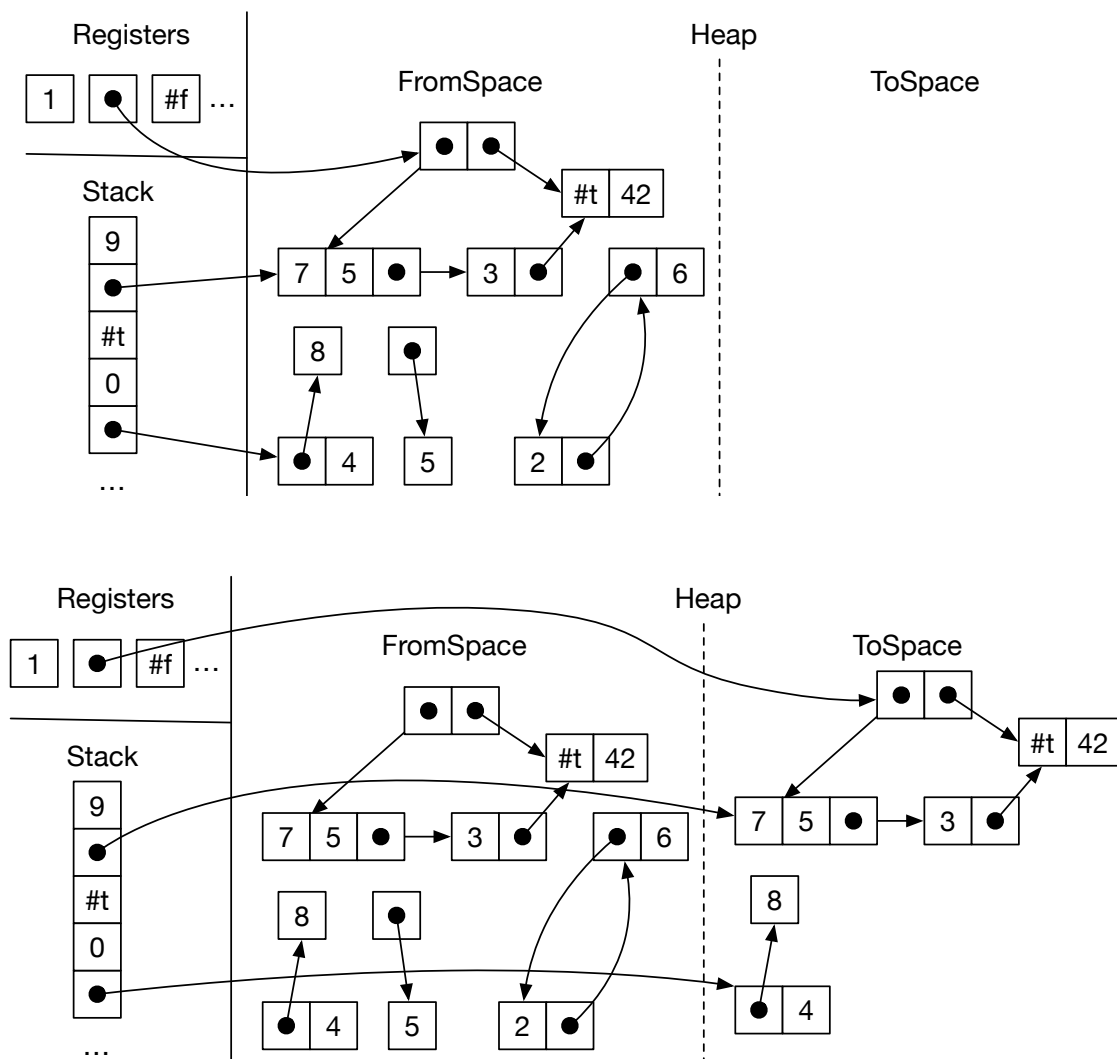 Registers
Heap
FromSpace
ToSpace
1 #f ...
#t 42
Stack
9
7 5 3 6
#t
8
0
4 5 2
...
Registers
Heap
FromSpace
ToSpace
1 #f ...
#t 42 #t 42
Stack
9
7 5 3 6 7 5 3
#t
8 8
0
4 5 2 4
...